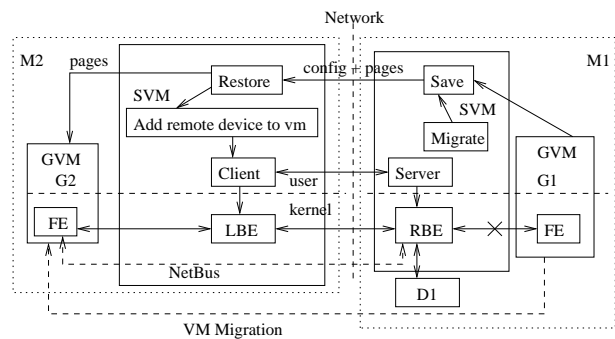 Network
M2
M1
pages
Restore
config + pages
Save
SVM
SVM
Add remote device to vm
Migrate
GVM
G2
GVM
G1
Client
user
Server
kernel
FE
LBE
RBE
FE
NetBus
D1
VM Migration